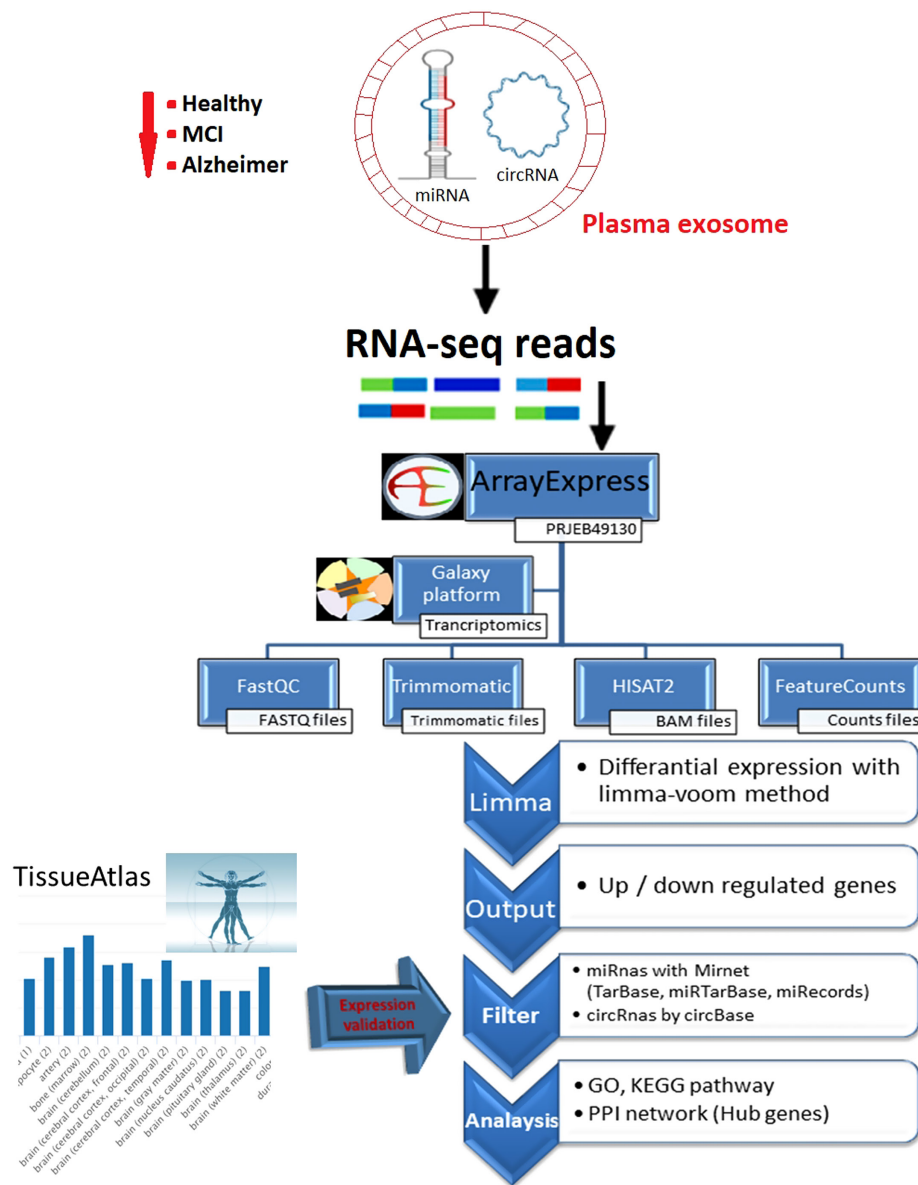 Healthy
MCI
Alzheimer
miRNA
circRNA
Plasma exosome
RNA-seq reads
ArrayExpress
PRJEB49130
Galaxy
platform
Trancriptomics
FastQC
FASTQ files
Trimmomatic
Trimmomatic files
HISAT2
BAM files
FeatureCounts
Counts files
Limma
• Differantial expression with
limma-voom method
Output
• Up / down regulated genes
TissueAtlas
Expression
validation
Filter
• miRnas with Mirnet
(TarBase, miRTarBase, miRecords)
• circRnas by circBase
Analaysis
• GO, KEGG pathway
• PPI network (Hub genes)
(1)
pocyte (2)
artery (2)
bone (marrow) (2)
brain (cerebellum) (2)
brain (cerebral cortex, frontal) (2)
brain (cerebral cortex, occipital) (2)
brain (cerebral cortex, temporal) (2)
brain (gray matter) (2)
brain (nucleus caudatus) (2)
brain (pituitary gland) (2)
brain (thalamus) (2)
brain (white matter) (2)
colo